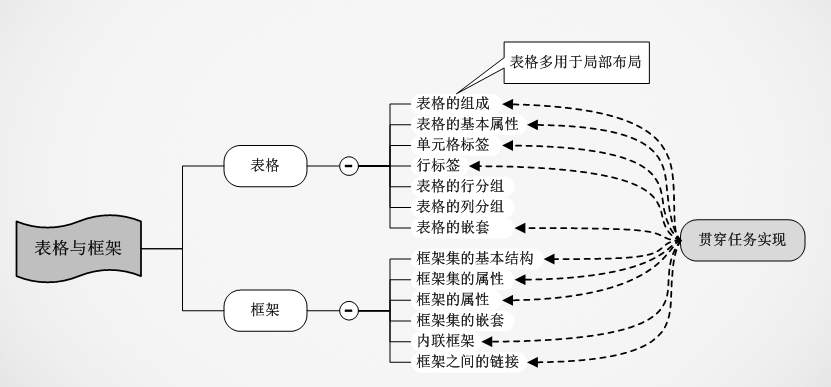 表格多用于局部布局
表格的组成
表格的基本属性
单元格标签
表格
行标签
表格的行分组
表格的列分组
表格的嵌套
表格与框架
贯穿任务实现
框架集的基本结构
框架集的属性
框架的属性
框架
框架集的嵌套
内联框架
框架之间的链接